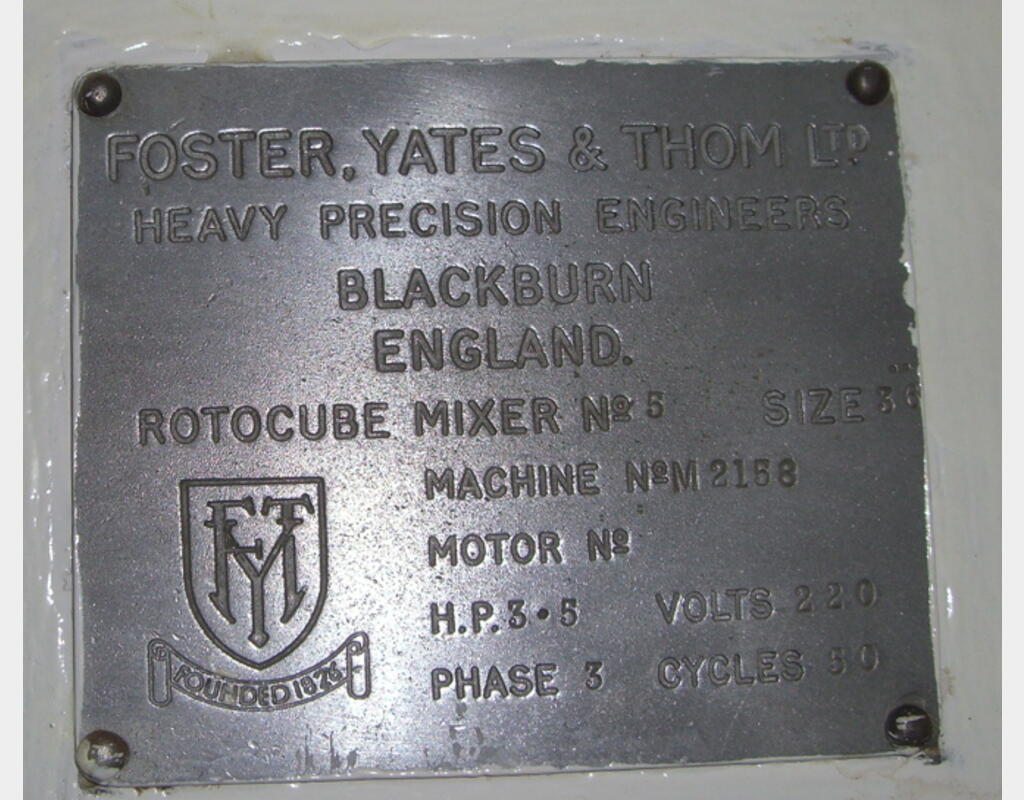 FOSTER, YATES & THOM LTD
HEAVY PRECISION ENGINEERS
BLACKBURN
ENGLAND.
ROTOCUBE MIXER Nº 5 SIZE 36
MACHINE Nº M 2158
MOTOR Nº
H.P. 3·5 VOLTS 220
PHASE 3 CYCLES 50
FYT
FOUNDED 1826